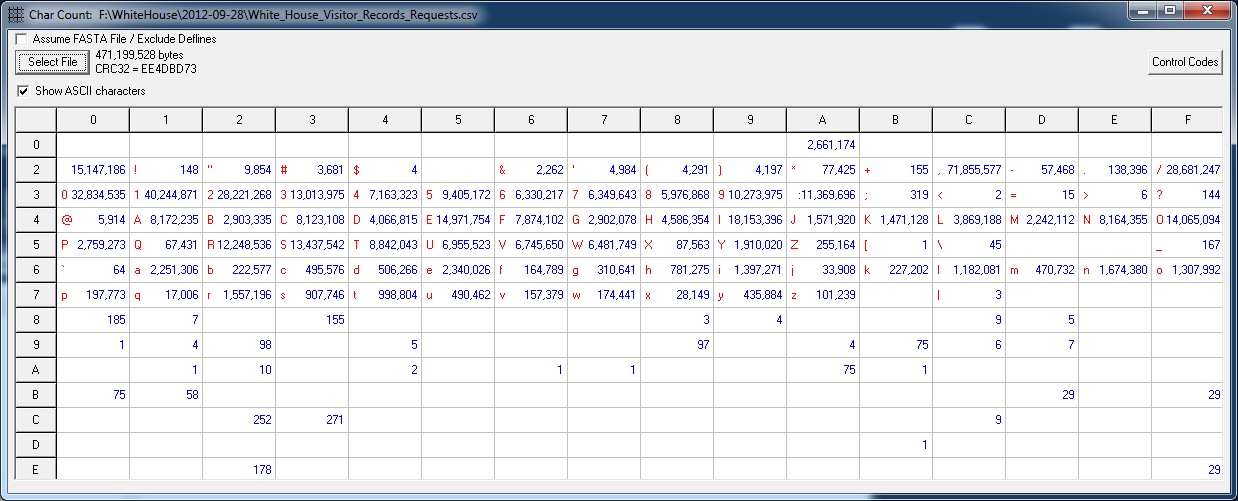 Char Count: F:\WhiteHouse\2012-09-28\White_House_Visitor_Records_Requests.csv
Assume FASTA File / Exclude Deflines
Select File 471,199,528 bytes Control Codes
CRC32 = EE4DBD73
Show ASCII characters
0 1 2 3 4 5 6 7 8 9 A B C D E F
0 2,661,174
2 15,147,186 ! 148 " 9,854 # 3,681 $ 4 & 2,262 ' 4,984 ( 4,291 ) 4,197 * 77,425 + 155 , 71,855,577 - 57,468 . 138,396 / 28,681,247
3 0 32,834,535 1 40,244,871 2 28,221,268 3 13,013,975 4 7,163,323 5 9,405,172 6 6,330,217 7 6,349,643 8 5,976,868 9 10,273,975 : 11,369,696 ; 319 < 2 = 15 > 6 ? 144
4 @ 5,914 A 8,172,235 B 2,903,335 C 8,123,108 D 4,066,815 E 14,971,754 F 7,874,102 G 2,902,078 H 4,586,354 I 18,153,396 J 1,571,920 K 1,471,128 L 3,869,188 M 2,242,112 N 8,164,355 O 14,065,094
5 P 2,759,273 Q 67,431 R 12,248,536 S 13,437,542 T 8,842,043 U 6,955,523 V 6,745,650 W 6,481,749 X 87,563 Y 1,910,020 Z 255,164 [ 1 \ 45 _ 167
6 ` 64 a 2,251,306 b 222,577 c 495,576 d 506,266 e 2,340,026 f 164,789 g 310,641 h 781,275 i 1,397,271 j 33,908 k 227,202 l 1,182,081 m 470,732 n 1,674,380 o 1,307,992
7 p 197,773 q 17,006 r 1,557,196 s 907,746 t 998,804 u 490,462 v 157,379 w 174,441 x 28,149 y 435,884 z 101,239 | 3
8 185 7 155 3 4 9 5
9 1 4 98 5 97 4 75 6 7
A 1 10 2 1 1 75 1
B 75 58 29 29
C 252 271 9
D 1
E 178 29